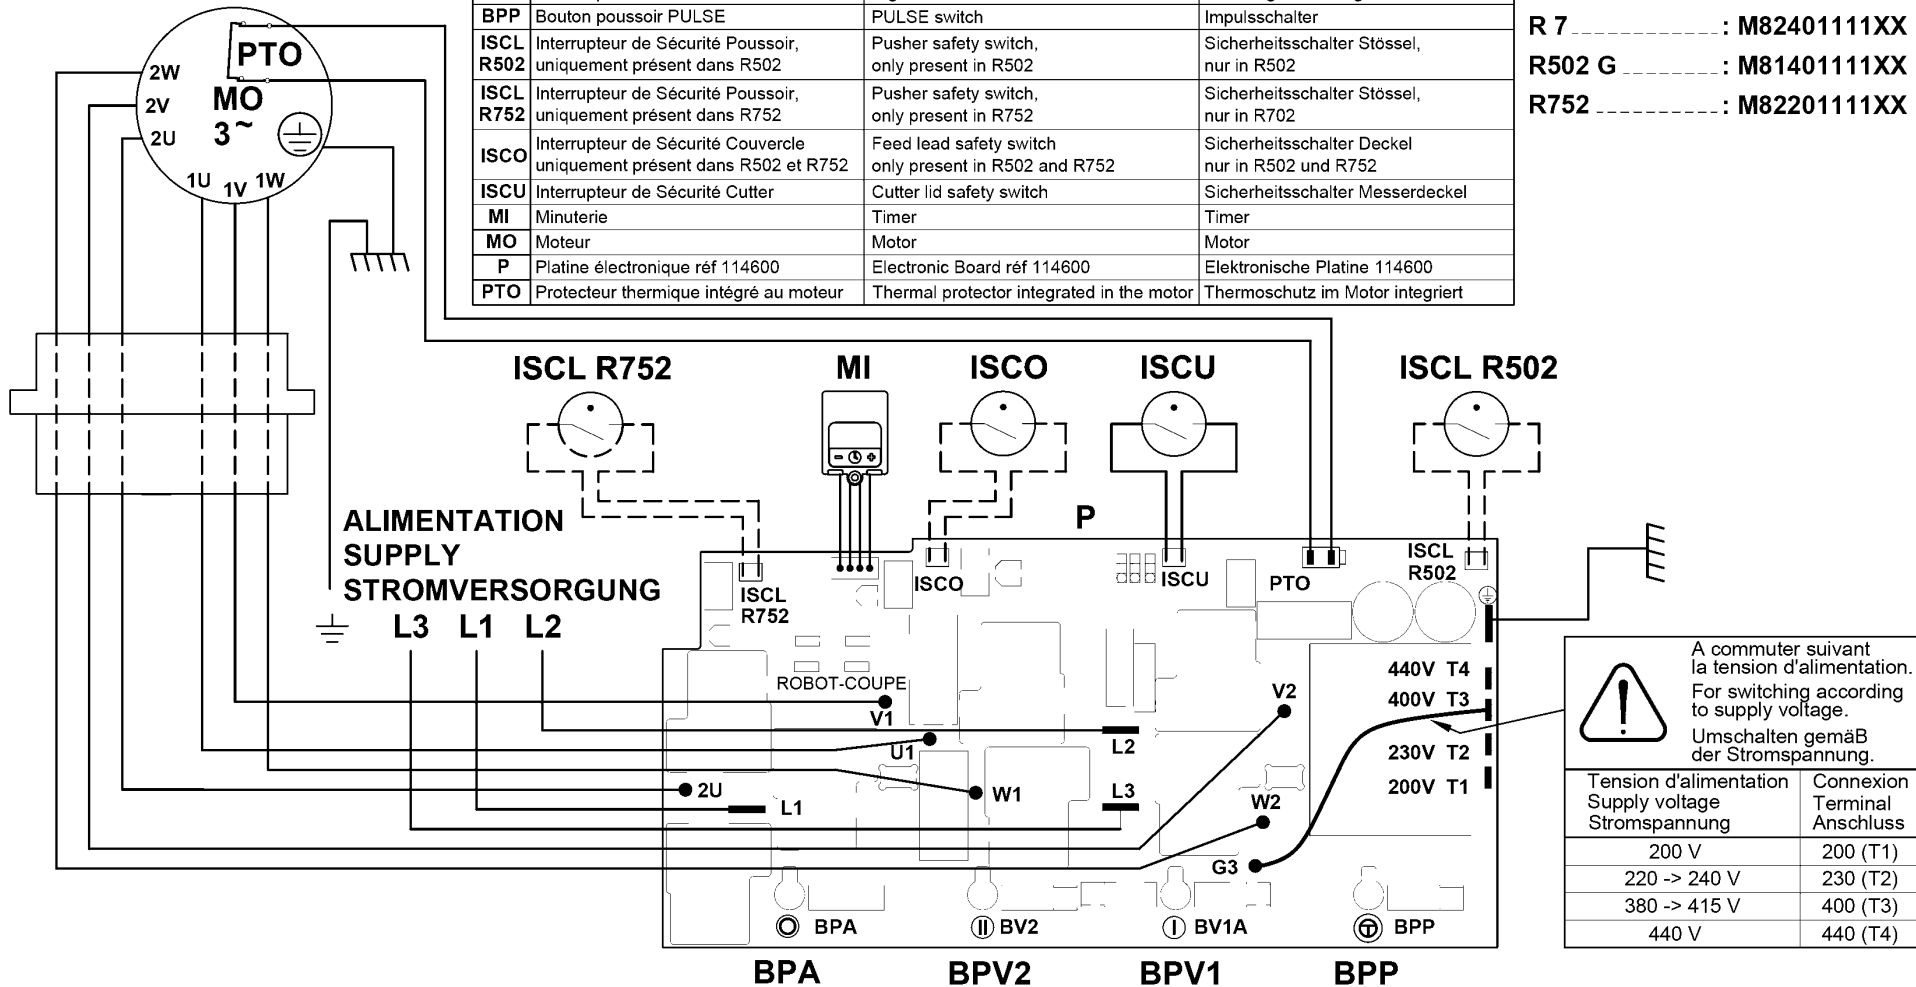 BPP Bouton poussoir PULSE PULSE switch Impulsschalter
ISCL R502 Interrupteur de Sécurité Poussoir, Pusher safety switch, Sicherheitsschalter Stössel,
uniquement présent dans R502 only present in R502 nur in R502
ISCL R752 Interrupteur de Sécurité Poussoir, Pusher safety switch, Sicherheitsschalter Stössel,
uniquement présent dans R752 only present in R752 nur in R702
ISCO Interrupteur de Sécurité Couvercle Feed lead safety switch Sicherheitsschalter Deckel
uniquement présent dans R502 et R752 only present in R502 and R752 nur in R502 und R752
ISCU Interrupteur de Sécurité Cutter Cutter lid safety switch Sicherheitsschalter Messerdeckel
MI Minuterie Timer Timer
MO Moteur Motor Motor
P Platine électronique réf 114600 Electronic Board réf 114600 Elektronische Platine 114600
PTO Protecteur thermique intégré au moteur Thermal protector integrated in the motor Thermoschutz im Motor integriert
R 7 : M82401111XX
R502 G : M81401111XX
R752 : M82201111XX
PTO
MO
3~
2W
2V
2U
1U 1V 1W
ISCL R752 MI ISCO ISCU ISCL R502
- +
P
ALIMENTATION
SUPPLY
STROMVERSORGUNG
L3 L1 L2
ISCL
R752
ISCO
ISCU
PTO
ISCL
R502
ROBOT-COUPE
V1
U1
2U
L1
W1
L2
L3
V2
W2
G3
440V T4
400V T3
230V T2
200V T1
BPA
II BV2
I BV1A
BPP
BPA BPV2 BPV1 BPP
!
A commuter suivant
la tension d'alimentation.
For switching according
to supply voltage.
Umschalten gemäB
der Stromspannung.
Tension d'alimentation Connexion
Supply voltage Terminal
Stromspannung Anschluss
200 V 200 (T1)
220 -> 240 V 230 (T2)
380 -> 415 V 400 (T3)
440 V 440 (T4)